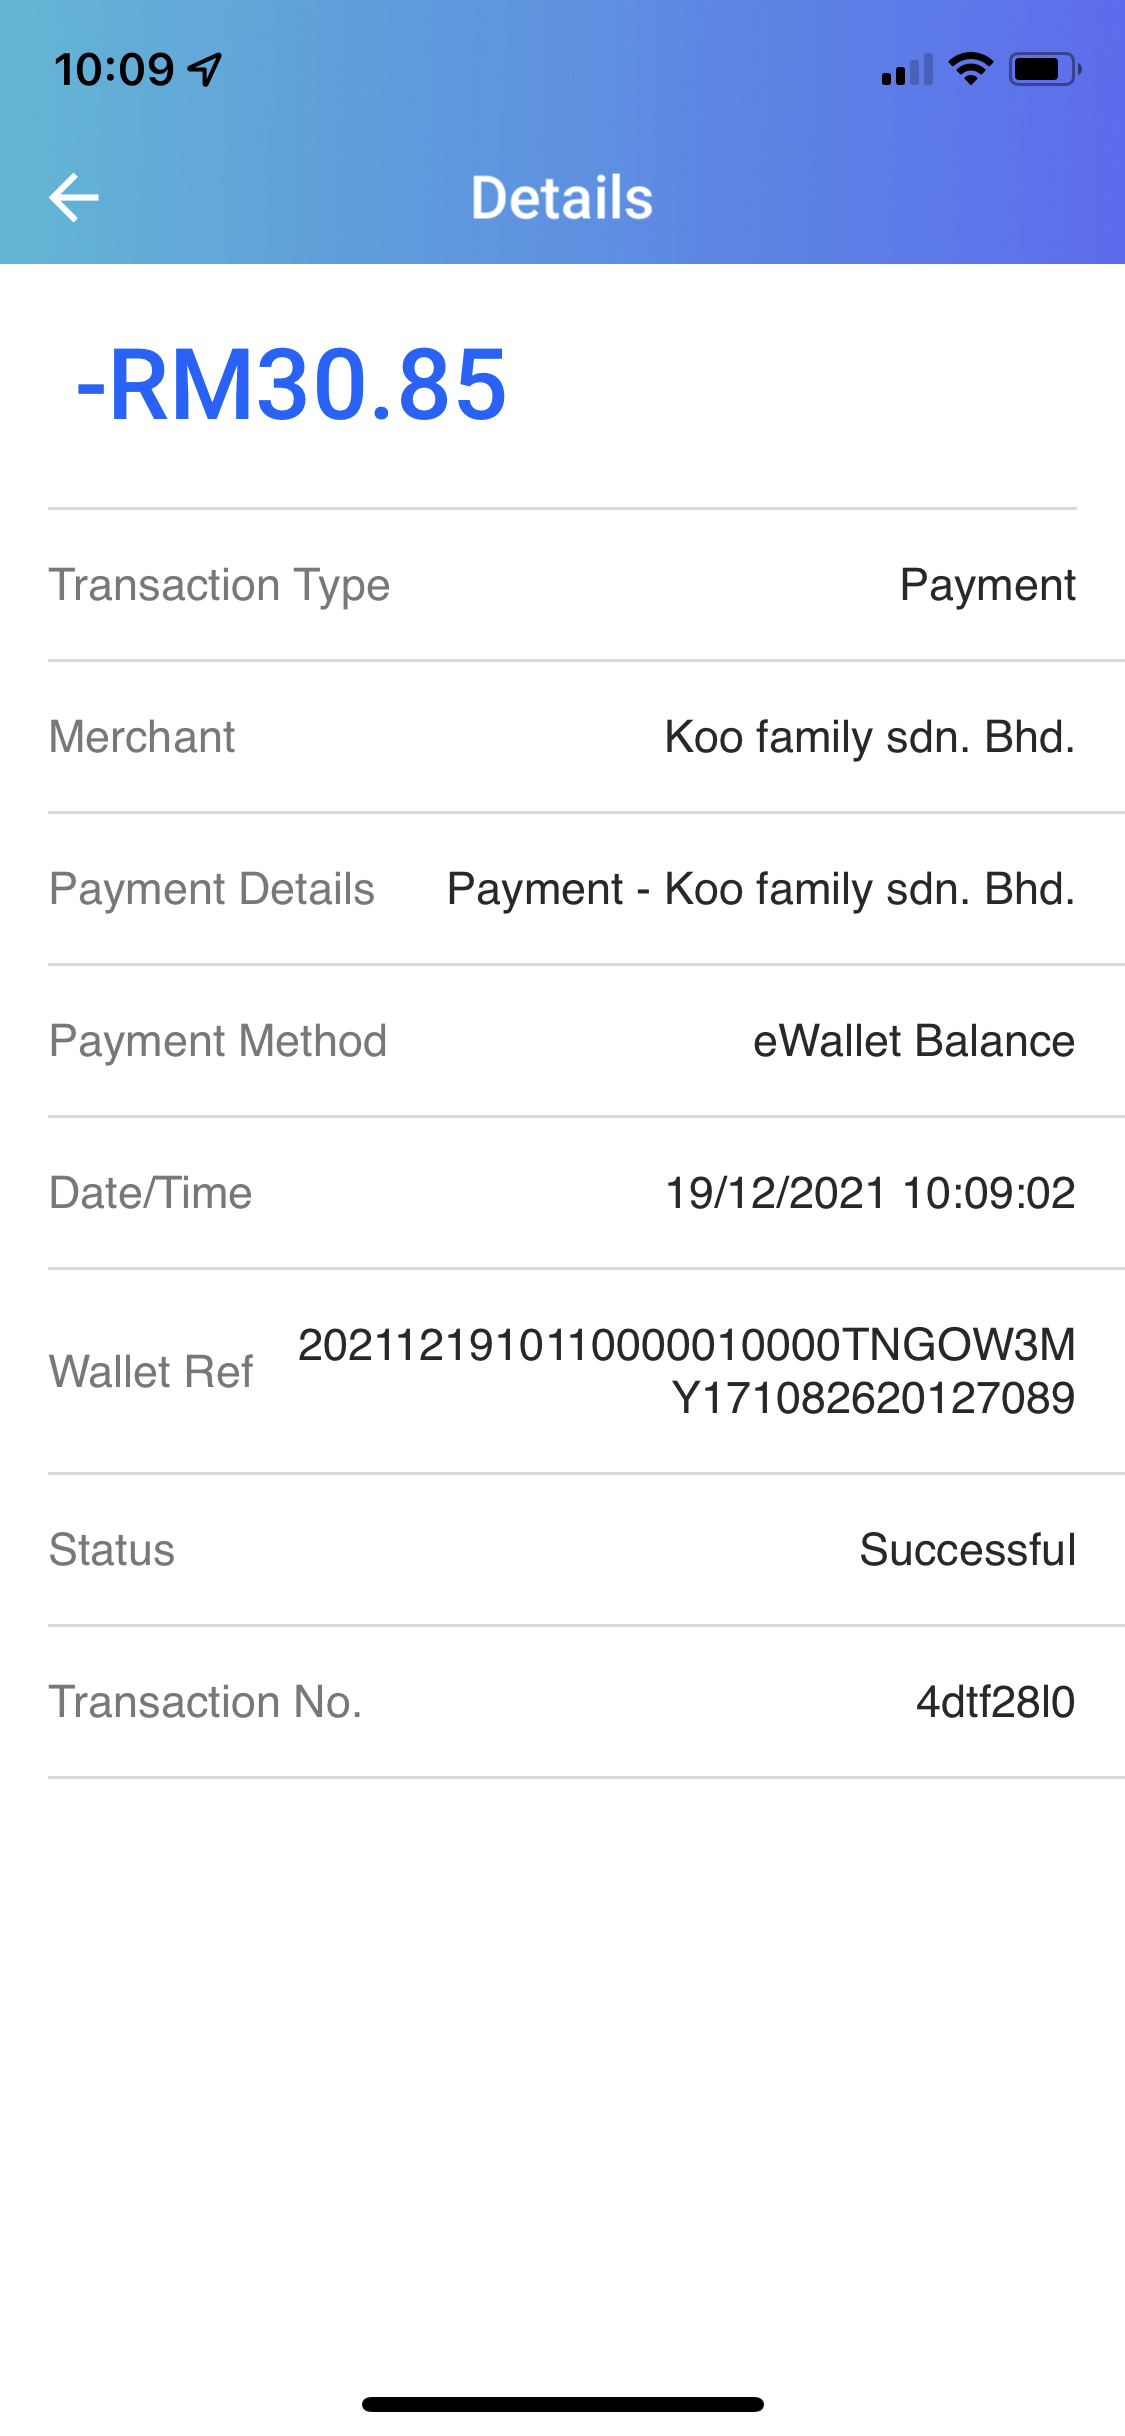 10:09
Details
-RM30.85
Transaction Type Payment
Merchant Koo family sdn. Bhd.
Payment Details Payment - Koo family sdn. Bhd.
Payment Method eWallet Balance
Date/Time 19/12/2021 10:09:02
Wallet Ref 20211219101110000010000TNGOW3M
Y171082620127089
Status Successful
Transaction No. 4dtf28l0